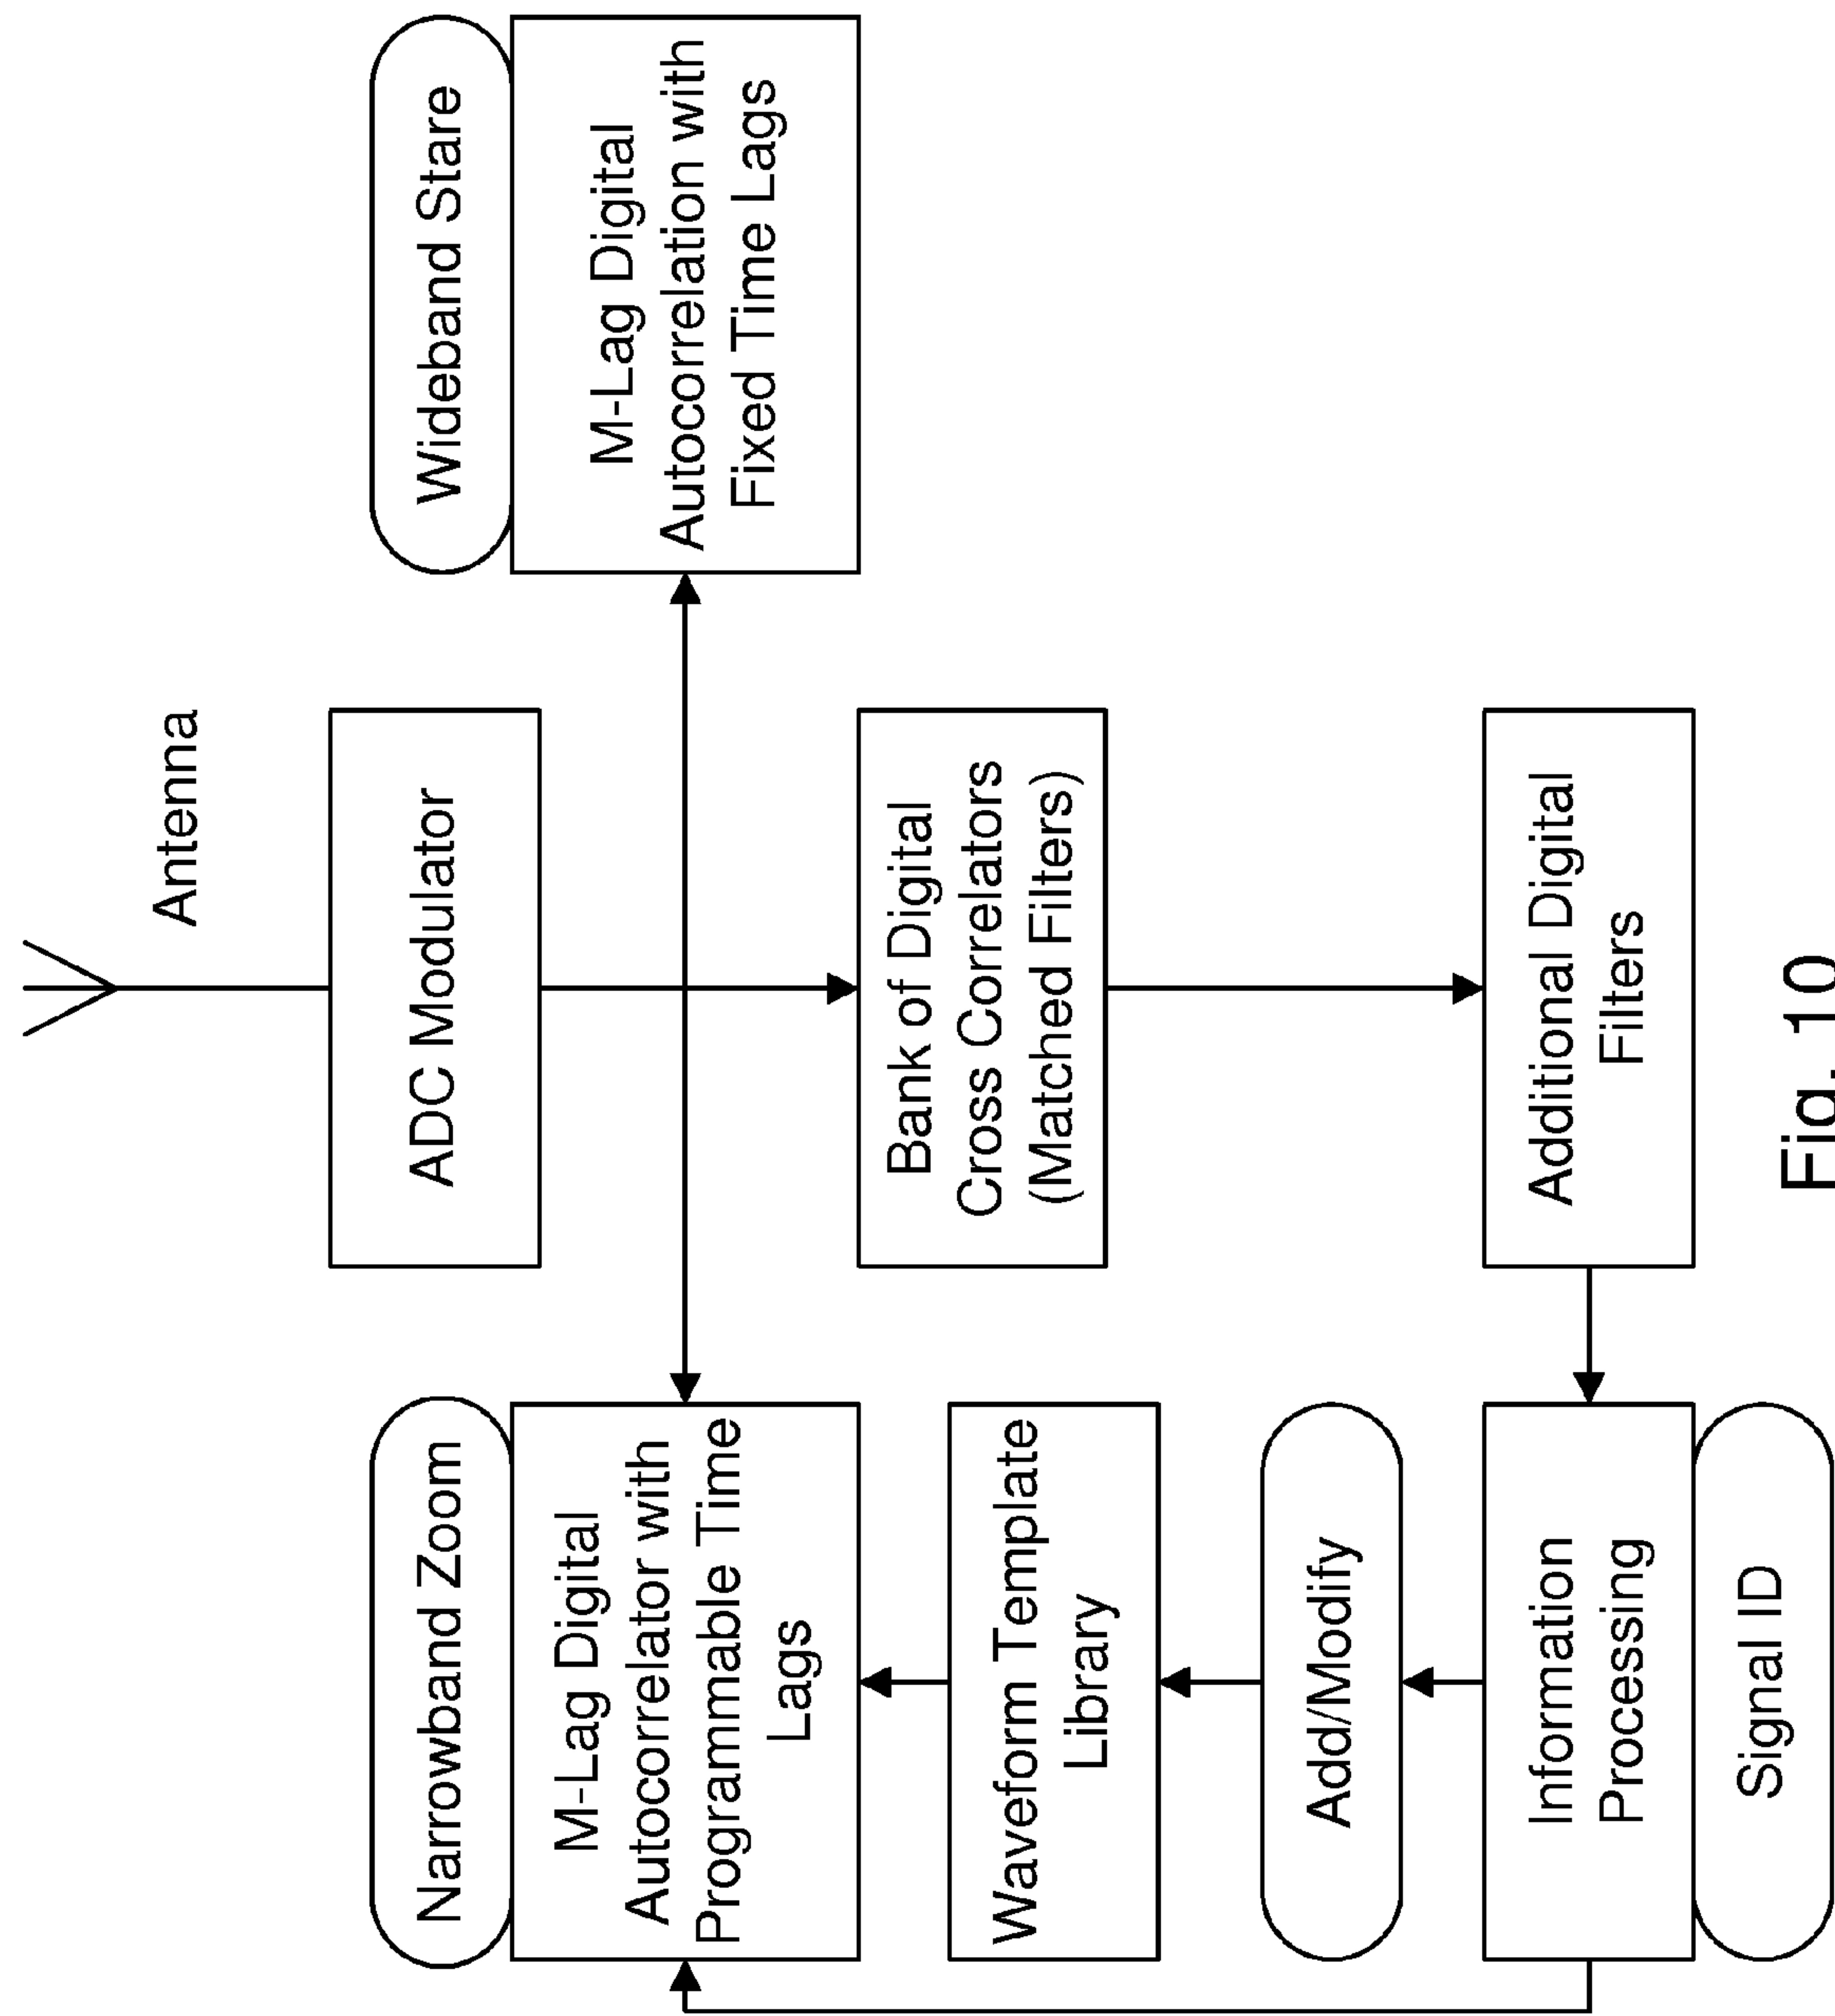 Antenna
ADC Modulator
Narrowband Zoom
M-Lag Digital
Autocorrelator with
Programmable Time
Lags
Wideband Stare
M-Lag Digital
Autocorrelation with
Fixed Time Lags
Bank of Digital
Cross Correlators
(Matched Filters)
Waveform Template
Library
Add/Modify
Information
Processing
Signal ID
Additional Digital
Filters
Fig. 10